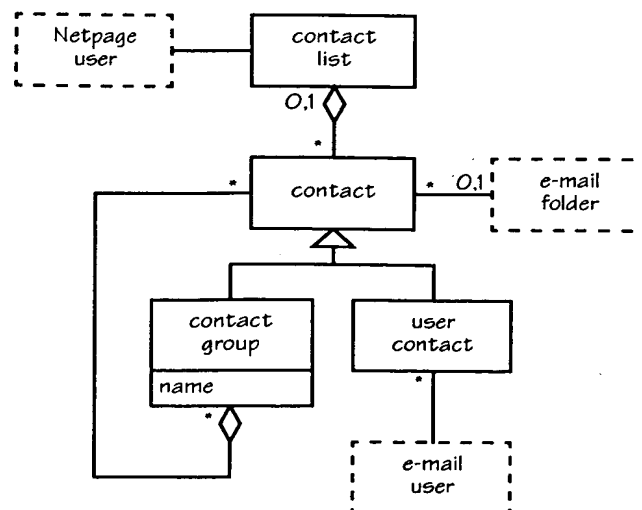 Netpage
user
contact
list
0,1
*
*
contact
*
0,1
e-mail
folder
contact
group
name
*
user
contact
*
e-mail
user